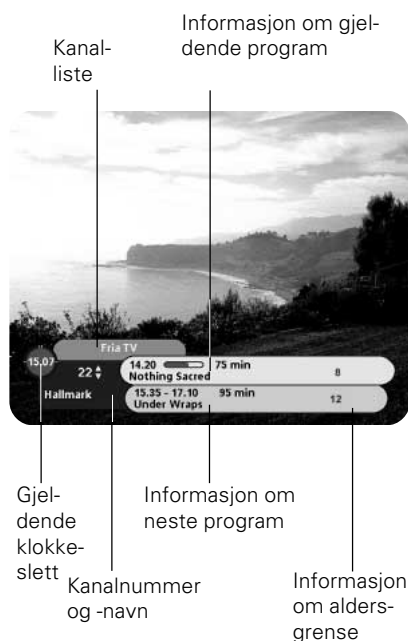 Informasjon om gjel-
dende program
Kanal-
liste
Fria TV
15.07
22
Hallmark
14.20 75 min
Nothing Sacred
8
15.35 - 17.10 95 min
Under Wraps
12
Gjel-
dende
klokke-
slett
Informasjon om
neste program
Kanalnummer
og -navn
Informasjon
om alders-
grense